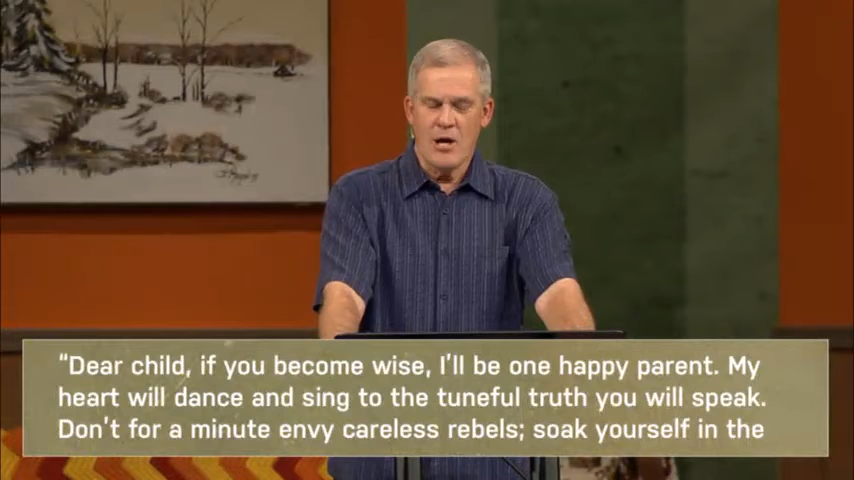 “Dear child, if you become wise, I’ll be one happy parent. My
heart will dance and sing to the tuneful truth you will speak.
Don’t for a minute envy careless rebels; soak yourself in the